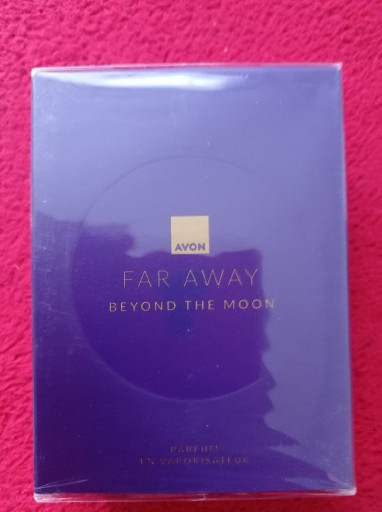 AVON
FAR AWAY
BEYOND THE MOON
PARFUM
EN VAPORISATEUR